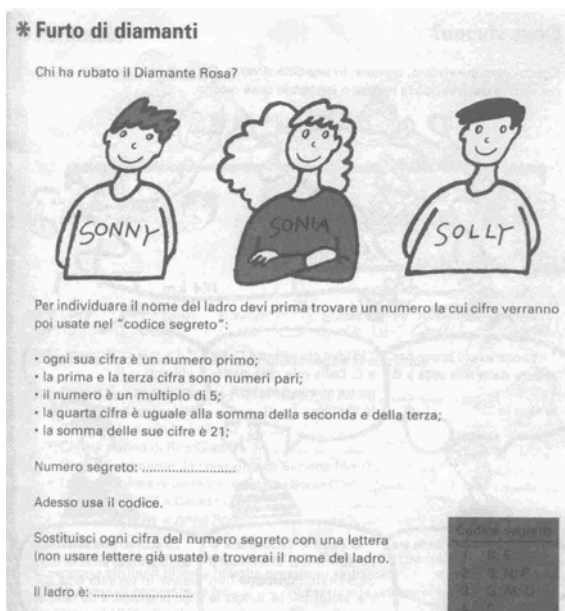 * Furto di diamanti
Chi ha rubato il Diamante Rosa?
SONNY
SONIA
SOLLY
Per individuare il nome del ladro devi prima trovare un numero la cui cifre verranno
poi usate nel "codice segreto":
• ogni sua cifra è un numero primo;
• la prima e la terza cifra sono numeri pari;
• il numero è un multiplo di 5;
• la quarta cifra è uguale alla somma della seconda e della terza;
• la somma delle sue cifre è 21;
Numero segreto: ............................
Adesso usa il codice.
Sostituisci ogni cifra del numero segreto con una lettera
(non usare lettere già usate) e troverai il nome del ladro.
Il ladro è: ..............................
Codice segreto